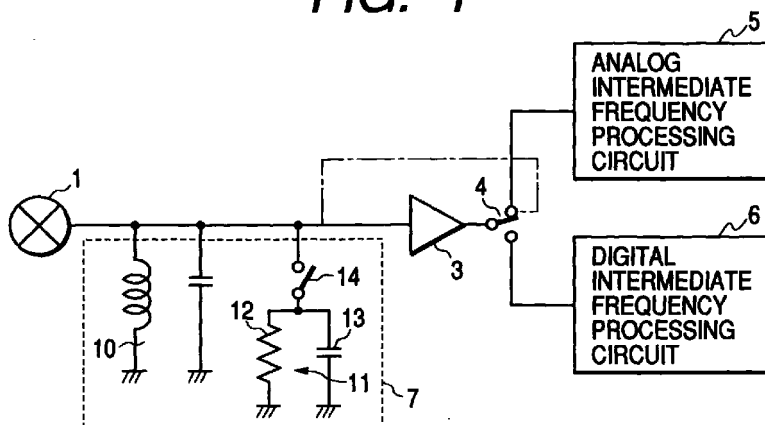 FIG. 1
5
ANALOG
INTERMEDIATE
FREQUENCY
PROCESSING
CIRCUIT
1
4
3
6
DIGITAL
INTERMEDIATE
FREQUENCY
PROCESSING
CIRCUIT
14
12
13
10
11
7